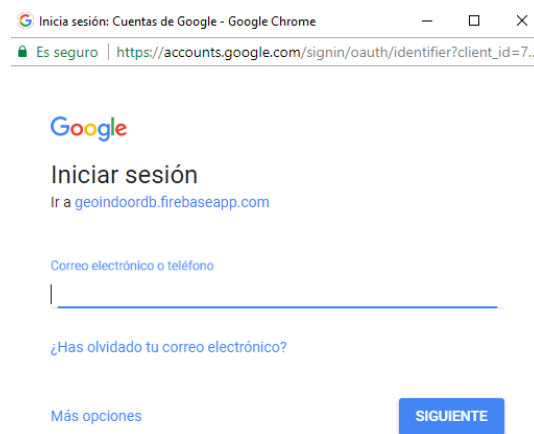 Inicia sesión: Cuentas de Google - Google Chrome
Es seguro | https://accounts.google.com/signin/oauth/identifier?client_id=7...
Google
Iniciar sesión
Ir a geoindoordb.firebaseapp.com
Correo electrónico o teléfono
¿Has olvidado tu correo electrónico?
Más opciones
SIGUIENTE